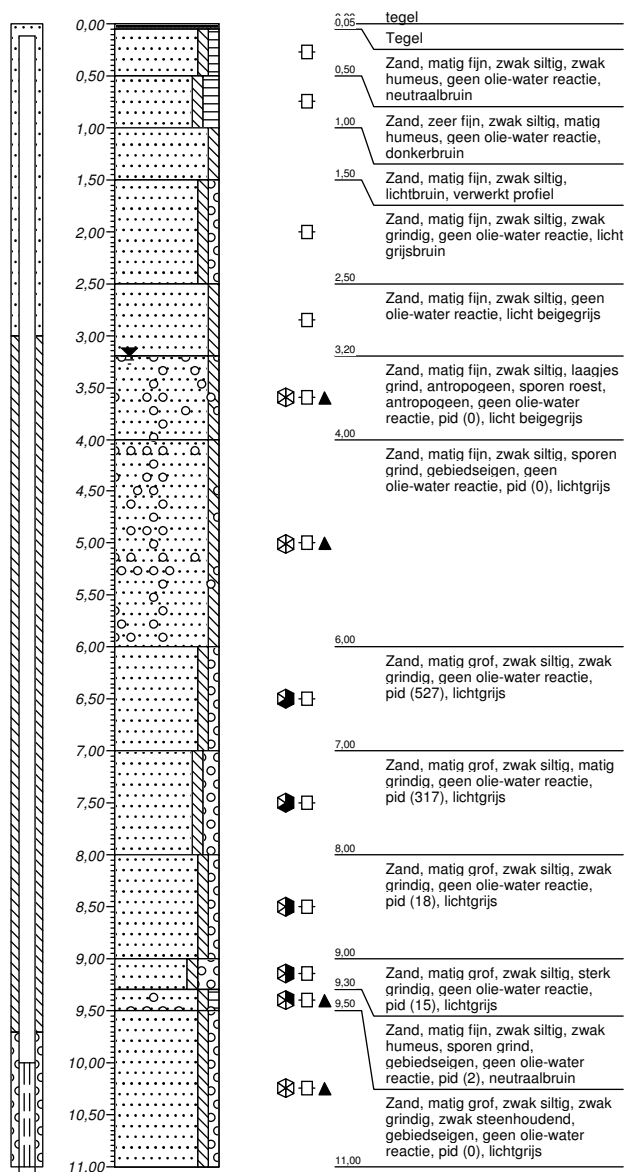 0,00
0,50
1,00
1,50
2,00
2,50
3,00
3,50
4,00
4,50
5,00
5,50
6,00
6,50
7,00
7,50
8,00
8,50
9,00
9,50
10,00
10,50
11,00
0,00 tegel
0,05
Tegel
0,50
Zand, matig fijn, zwak siltig, zwak
humeus, geen olie-water reactie,
neutraalbruin
1,00
Zand, zeer fijn, zwak siltig, matig
humeus, geen olie-water reactie,
donkerbruin
1,50
Zand, matig fijn, zwak siltig,
lichtbruin, verwerkt profiel
Zand, matig fijn, zwak siltig, zwak
grindig, geen olie-water reactie, licht
grijsbruin
2,50
Zand, matig fijn, zwak siltig, geen
olie-water reactie, licht beigegrijs
3,20
Zand, matig fijn, zwak siltig, laagjes
grind, antropogeen, sporen roest,
antropogeen, geen olie-water
reactie, pid (0), licht beigegrijs
4,00
Zand, matig fijn, zwak siltig, sporen
grind, gebiedseigen, geen
olie-water reactie, pid (0), lichtgrijs
6,00
Zand, matig grof, zwak siltig, zwak
grindig, geen olie-water reactie,
pid (527), lichtgrijs
7,00
Zand, matig grof, zwak siltig, matig
grindig, geen olie-water reactie,
pid (317), lichtgrijs
8,00
Zand, matig grof, zwak siltig, zwak
grindig, geen olie-water reactie,
pid (18), lichtgrijs
9,00
Zand, matig grof, zwak siltig, sterk
grindig, geen olie-water reactie,
pid (15), lichtgrijs
9,30
9,50
Zand, matig fijn, zwak siltig, zwak
humeus, sporen grind,
gebiedseigen, geen olie-water
reactie, pid (2), neutraalbruin
Zand, matig grof, zwak siltig, zwak
grindig, zwak steenhoudend,
gebiedseigen, geen olie-water
reactie, pid (0), lichtgrijs
11,00